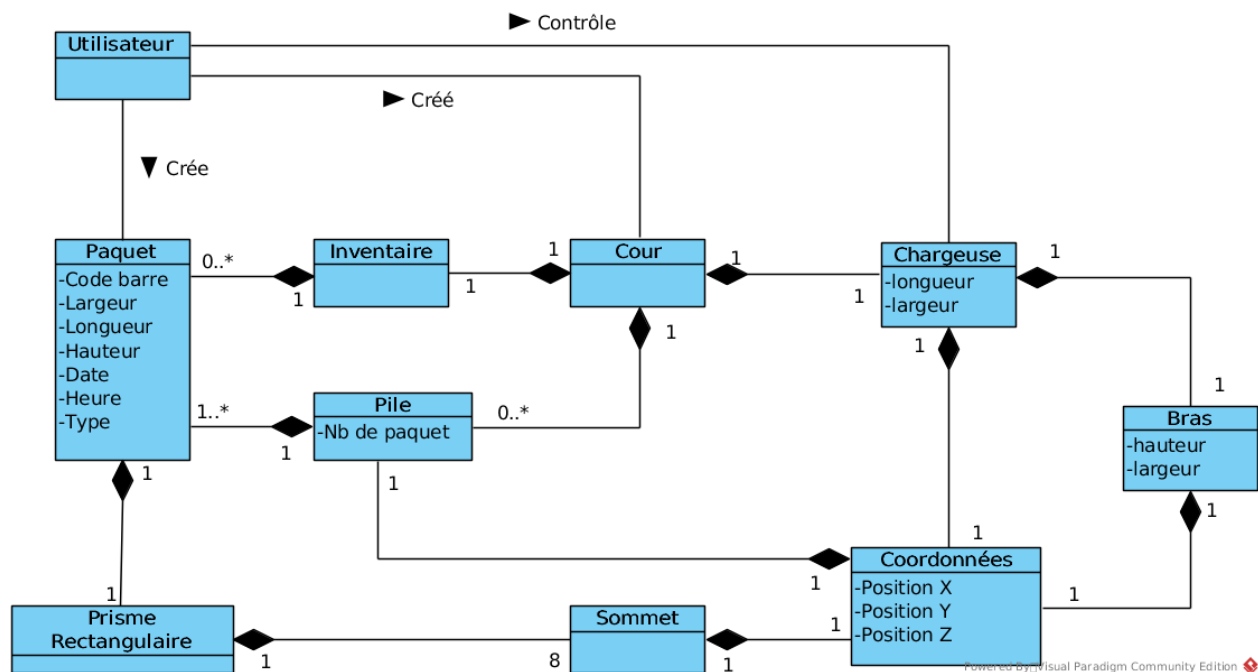 Contrôle
Utilisateur
Créé
Crée
Paquet
-Code barre
-Largeur
-Longueur
-Hauteur
-Date
-Heure
-Type
0..*
1
Inventaire
1
1
Cour
1
1
Chargeuse
-longueur
-largeur
1
1
1..*
1
Pile
-Nb de paquet
0..*
1
1
1
Bras
-hauteur
-largeur
1
1
1
1
1
Coordonnées
-Position X
-Position Y
-Position Z
1
1
Prisme
Rectangulaire
1
8
Sommet
1
1
Powered By Visual Paradigm Community Edition